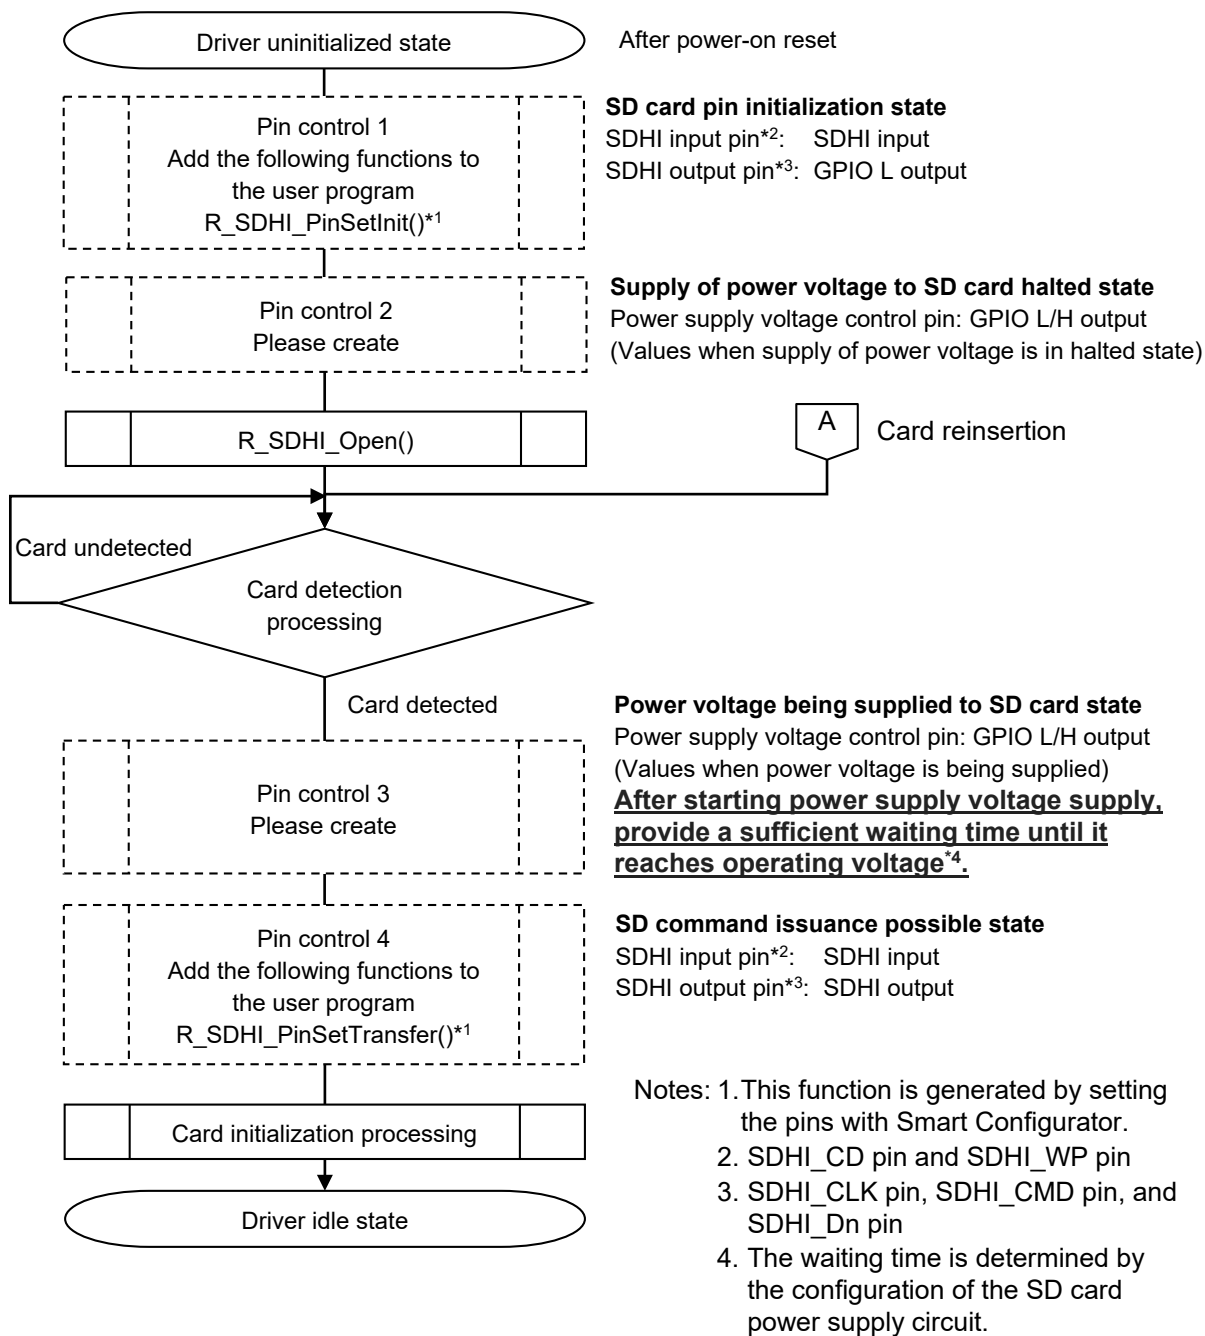 Driver uninitialized state
After power-on reset
Pin control 1
Add the following functions to
the user program
R_SDHI_PinSetInit()*1
SD card pin initialization state
SDHI input pin*2: SDHI input
SDHI output pin*3: GPIO L output
Pin control 2
Please create
Supply of power voltage to SD card halted state
Power supply voltage control pin: GPIO L/H output
(Values when supply of power voltage is in halted state)
R_SDHI_Open()
A
Card reinsertion
Card undetected
Card detection
processing
Card detected
Pin control 3
Please create
Power voltage being supplied to SD card state
Power supply voltage control pin: GPIO L/H output
(Values when power voltage is being supplied)
After starting power supply voltage supply,
provide a sufficient waiting time until it
reaches operating voltage*4.
Pin control 4
Add the following functions to
the user program
R_SDHI_PinSetTransfer()*1
SD command issuance possible state
SDHI input pin*2: SDHI input
SDHI output pin*3: SDHI output
Card initialization processing
Driver idle state
Notes: 1.This function is generated by setting
the pins with Smart Configurator.
2. SDHI_CD pin and SDHI_WP pin
3. SDHI_CLK pin, SDHI_CMD pin, and
SDHI_Dn pin
4. The waiting time is determined by
the configuration of the SD card
power supply circuit.